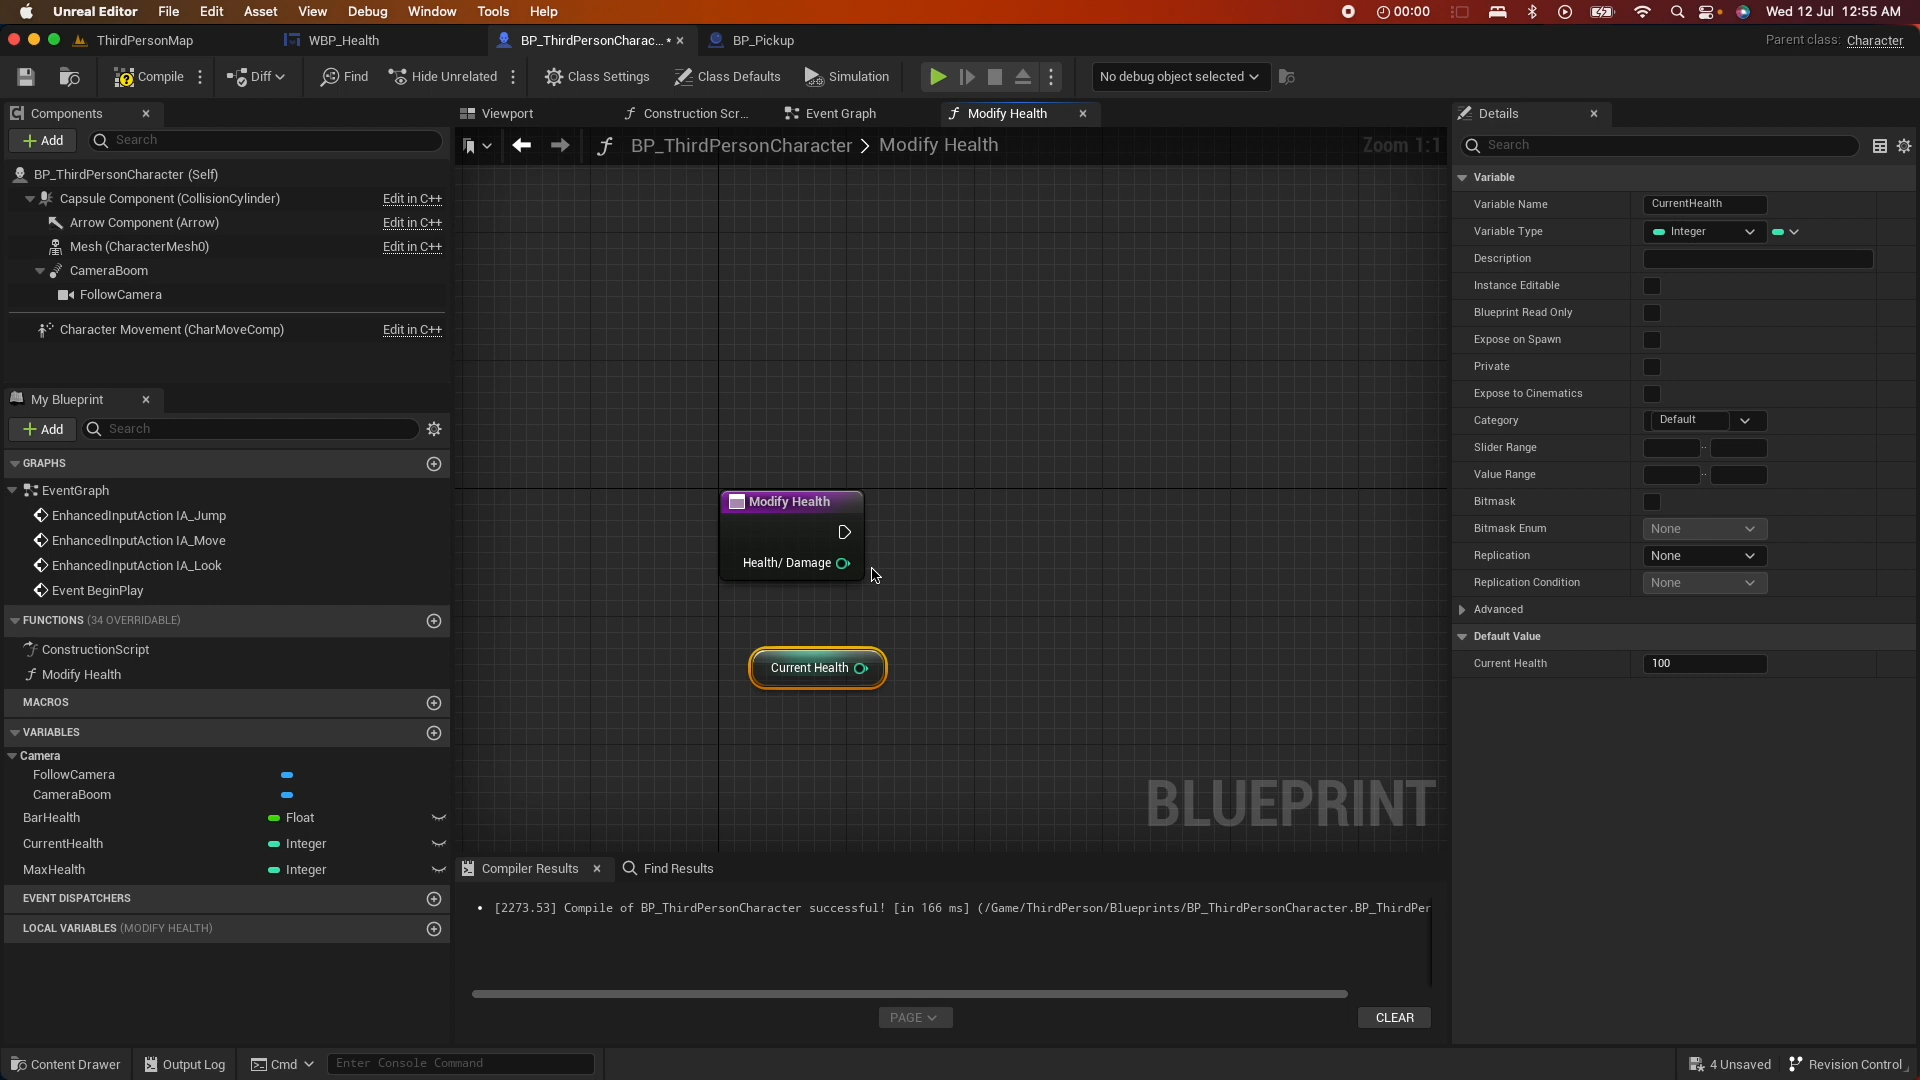 Unreal Editor File Edit Asset View Debug Window Tools Help 00:00 Wed 12 Jul 12:55 AM
ThirdPersonMap WBP_Health BP_ThirdPersonCharac... • BP_Pickup Parent class: Character
Compile Diff Find Hide Unrelated Class Settings Class Defaults Simulation No debug object selected
Components Viewport Construction Scr... Event Graph Modify Health Details
Add Search
BP_ThirdPersonCharacter > Modify Health Zoom 1:1 Search
BP_ThirdPersonCharacter (Self)
Capsule Component (CollisionCylinder) Edit in C++
Arrow Component (Arrow) Edit in C++
Mesh (CharacterMesh0) Edit in C++
CameraBoom
FollowCamera
Character Movement (CharMoveComp) Edit in C++
My Blueprint
Add Search
GRAPHS
EventGraph
EnhancedInputAction IA_Jump
EnhancedInputAction IA_Move
EnhancedInputAction IA_Look
Event BeginPlay
FUNCTIONS (34 OVERRIDABLE)
ConstructionScript
Modify Health
MACROS
VARIABLES
Camera
FollowCamera
CameraBoom
BarHealth Float
CurrentHealth Integer
MaxHealth Integer
EVENT DISPATCHERS
LOCAL VARIABLES (MODIFY HEALTH)
Modify Health
Health/ Damage
Current Health
BLUEPRINT
Compiler Results Find Results
[2273.53] Compile of BP_ThirdPersonCharacter successful! [in 166 ms] (/Game/ThirdPerson/Blueprints/BP_ThirdPersonCharacter.BP_ThirdPer
PAGE CLEAR
Variable
Variable Name CurrentHealth
Variable Type Integer
Description
Instance Editable
Blueprint Read Only
Expose on Spawn
Private
Expose to Cinematics
Category Default
Slider Range
Value Range
Bitmask
Bitmask Enum None
Replication None
Replication Condition None
Advanced
Default Value
Current Health 100
Content Drawer Output Log Cmd Enter Console Command 4 Unsaved Revision Control